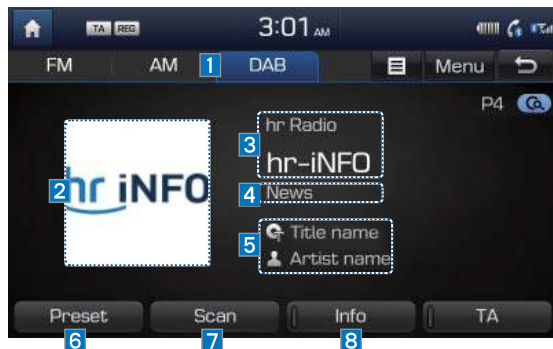 TA REG 3:01 AM
FM AM 1 DAB Menu
P4
hr Radio
3
hr-iNFO
2 hr iNFO
4 News
5 Title name
Artist name
Preset Scan Info TA
6 7 8